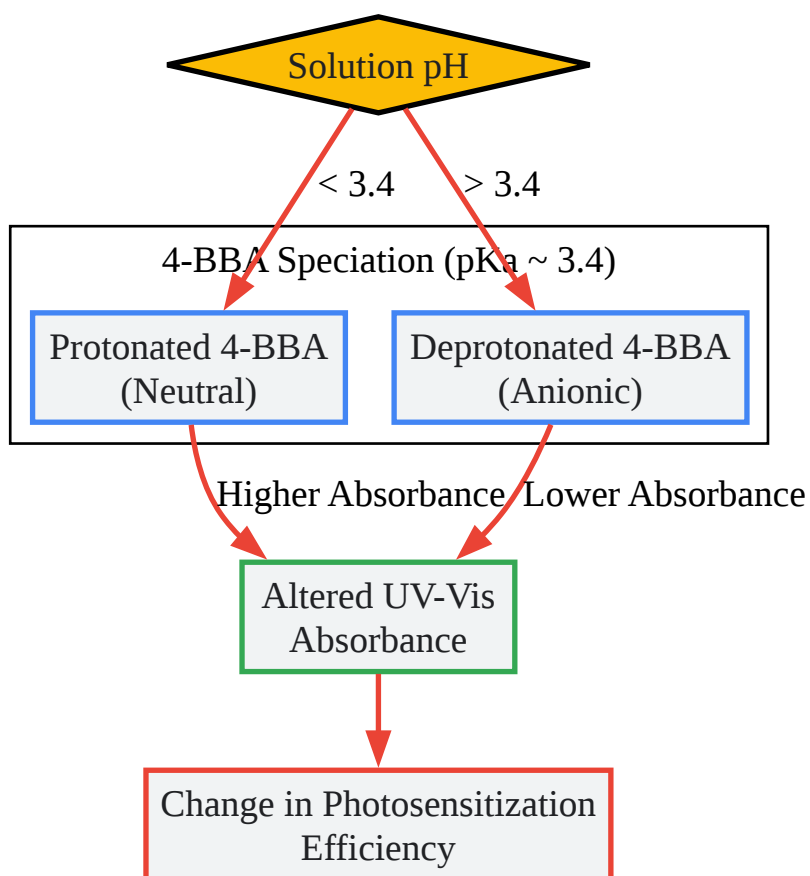 Solution pH
< 3.4
> 3.4
4-BBA Speciation (pKa ~ 3.4)
Protonated 4-BBA
(Neutral)
Deprotonated 4-BBA
(Anionic)
Higher Absorbance
Lower Absorbance
Altered UV-Vis
Absorbance
Change in Photosensitization
Efficiency